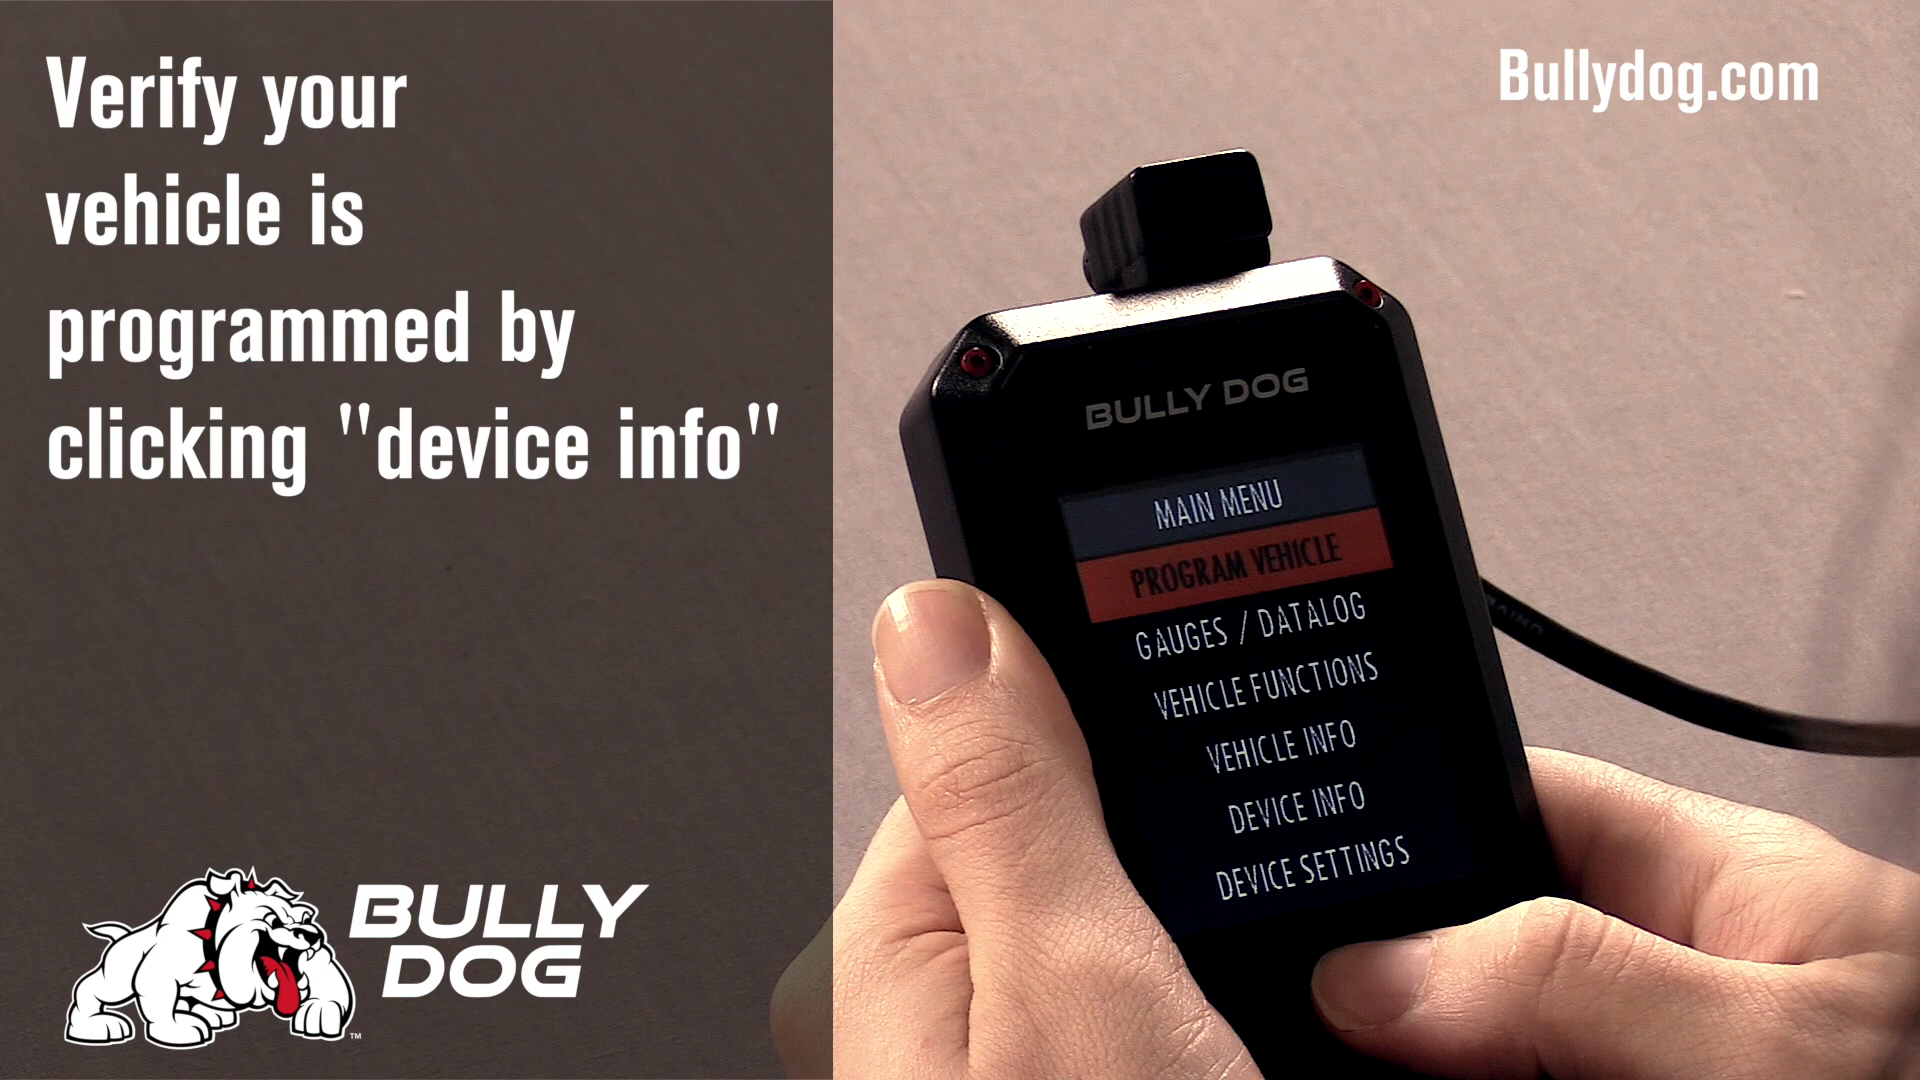 Verify your
vehicle is
programmed by
clicking "device info"
Bullydog.com
BULLY DOG
MAIN MENU
PROGRAM VEHICLE
GAUGES / DATALOG
VEHICLE FUNCTIONS
VEHICLE INFO
DEVICE INFO
DEVICE SETTINGS
BULLY
DOG
TM